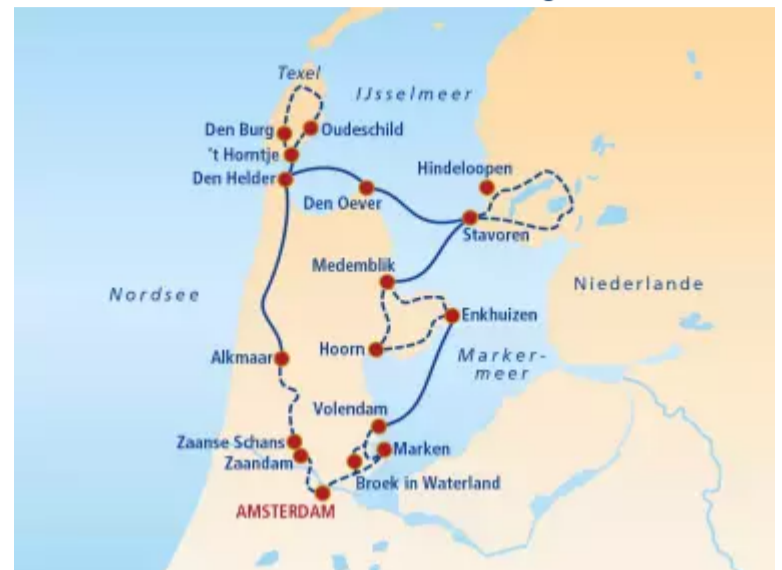 Texel
IJsselmeer
Den Burg
Oudeschild
't Horntje
Hindeloopen
Den Helder
Den Oever
Stavoren
Medemblik
Niederlande
Nordsee
Enkhuizen
Hoorn
Marker-
meer
Alkmaar
Volendam
Zaanse Schans
Marken
Zaandam
Broek in Waterland
AMSTERDAM